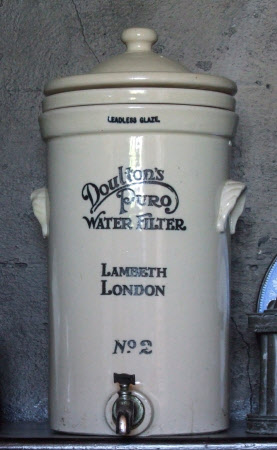 LEADLESS GLAZE.
Doulton's
PURO
WATER FILTER
LAMBETH
LONDON
No 2